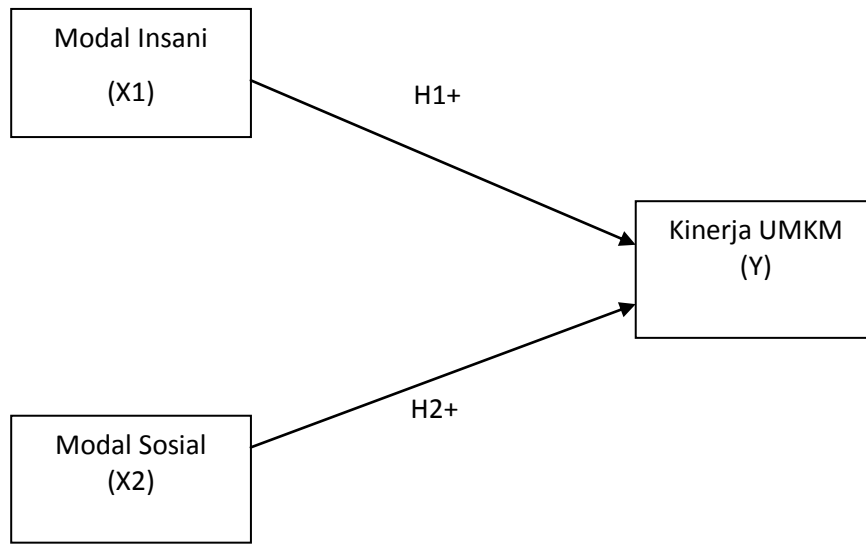 Modal Insani
(X1)
H1+
Kinerja UMKM
(Y)
H2+
Modal Sosial
(X2)